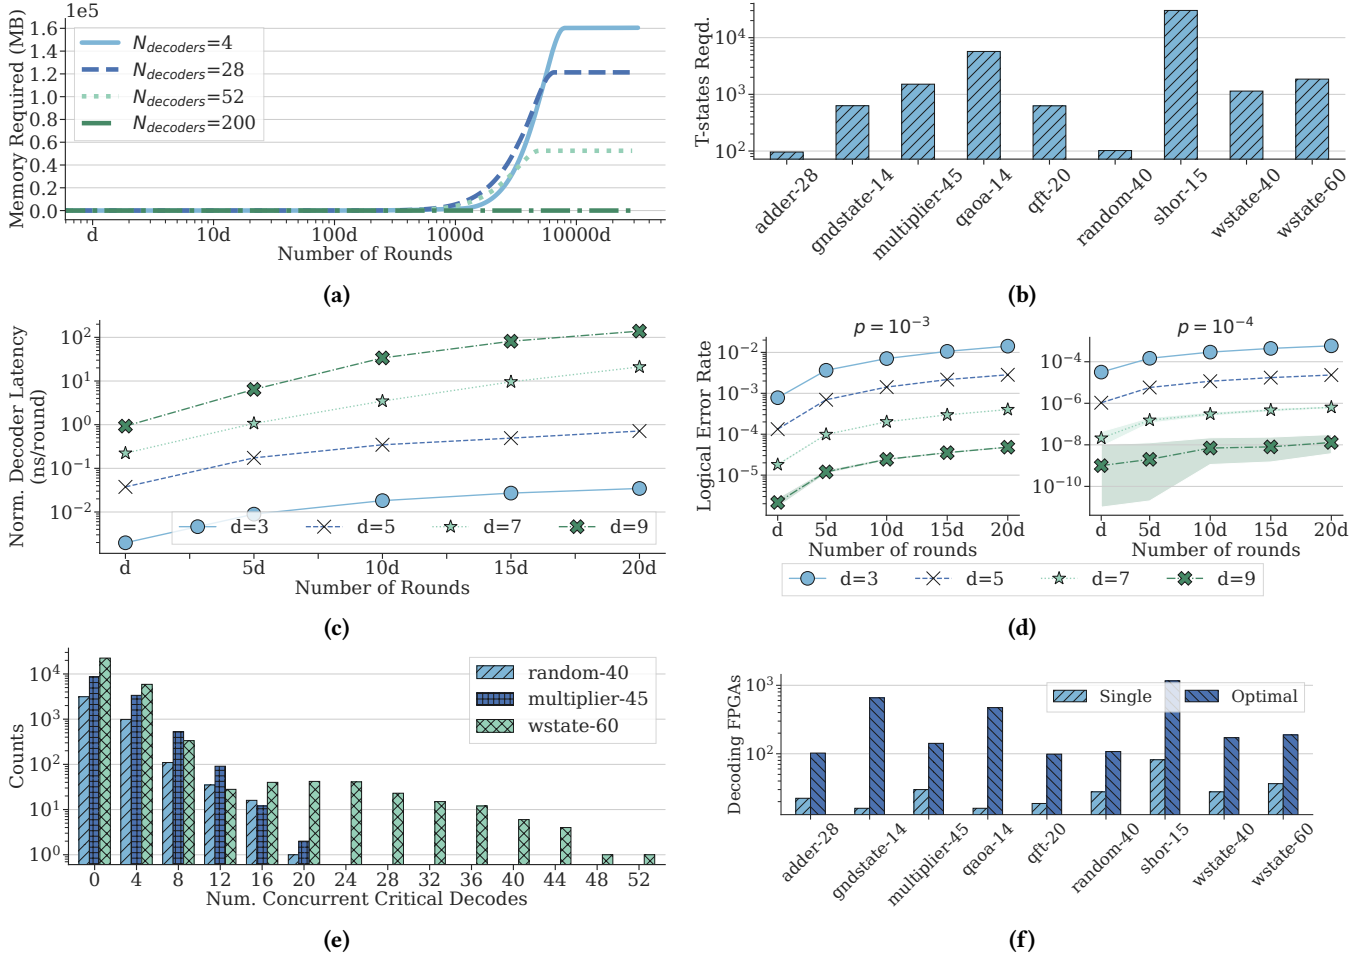 1e5
Memory Required (MB)
1.6
1.4
1.2
1.0
0.8
0.6
0.4
0.2
0.0
N_decoders=4
N_decoders=28
N_decoders=52
N_decoders=200
d 10d 100d 1000d 10000d
Number of Rounds
(a)
T-states Reqd.
10^4
10^3
10^2
adder-28 gndstate-14 multiplier-45 qaoa-14 qft-20 random-40 shor-15 wstate-40 wstate-60
(b)
Norm. Decoder Latency
(ns/round)
10^2
10^1
10^0
10^−1
10^−2
d=3 d=5 d=7 d=9
d 5d 10d 15d 20d
Number of Rounds
(c)
p = 10^−3 p = 10^−4
Logical Error Rate
10^−2
10^−3
10^−4
10^−5
10^−4
10^−6
10^−8
10^−10
d 5d 10d 15d 20d d 5d 10d 15d 20d
Number of rounds Number of rounds
d=3 d=5 d=7 d=9
(d)
Counts
10^4
10^3
10^2
10^1
10^0
random-40
multiplier-45
wstate-60
0 4 8 12 16 20 24 28 32 36 40 44 48 52
Num. Concurrent Critical Decodes
(e)
Decoding FPGAs
10^3
10^2
Single Optimal
adder-28 gndstate-14 multiplier-45 qaoa-14 qft-20 random-40 shor-15 wstate-40 wstate-60
(f)